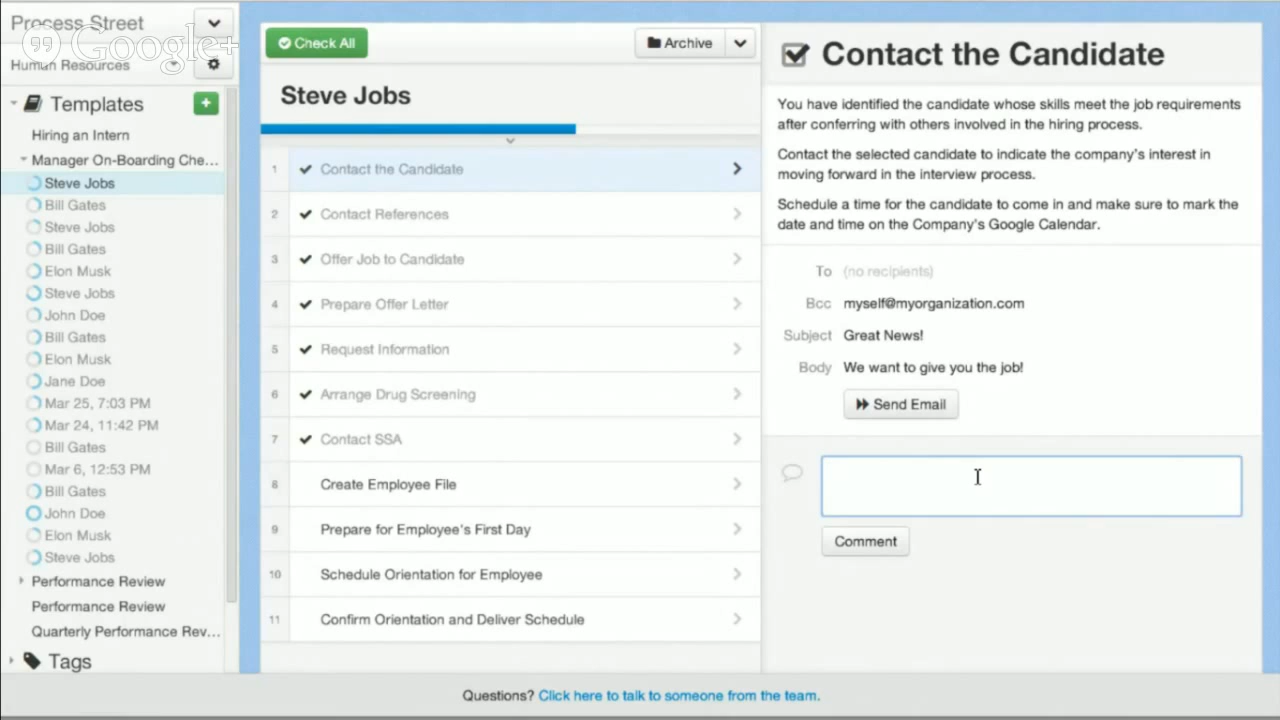 Process Street
Google+
Human Resources
Templates
Hiring an Intern
Manager On-Boarding Che...
Steve Jobs
Bill Gates
Steve Jobs
Bill Gates
Elon Musk
Steve Jobs
John Doe
Bill Gates
Elon Musk
Jane Doe
Mar 25, 7:03 PM
Mar 24, 11:42 PM
Bill Gates
Mar 6, 12:53 PM
Bill Gates
John Doe
Elon Musk
Steve Jobs
Performance Review
Performance Review
Quarterly Performance Rev...
Tags
Check All
Archive
Steve Jobs
1 Contact the Candidate
2 Contact References
3 Offer Job to Candidate
4 Prepare Offer Letter
5 Request Information
6 Arrange Drug Screening
7 Contact SSA
8 Create Employee File
9 Prepare for Employee's First Day
10 Schedule Orientation for Employee
11 Confirm Orientation and Deliver Schedule
Contact the Candidate
You have identified the candidate whose skills meet the job requirements
after conferring with others involved in the hiring process.
Contact the selected candidate to indicate the company's interest in
moving forward in the interview process.
Schedule a time for the candidate to come in and make sure to mark the
date and time on the Company's Google Calendar.
To (no recipients)
Bcc myself@myorganization.com
Subject Great News!
Body We want to give you the job!
Send Email
Comment
Questions? Click here to talk to someone from the team.